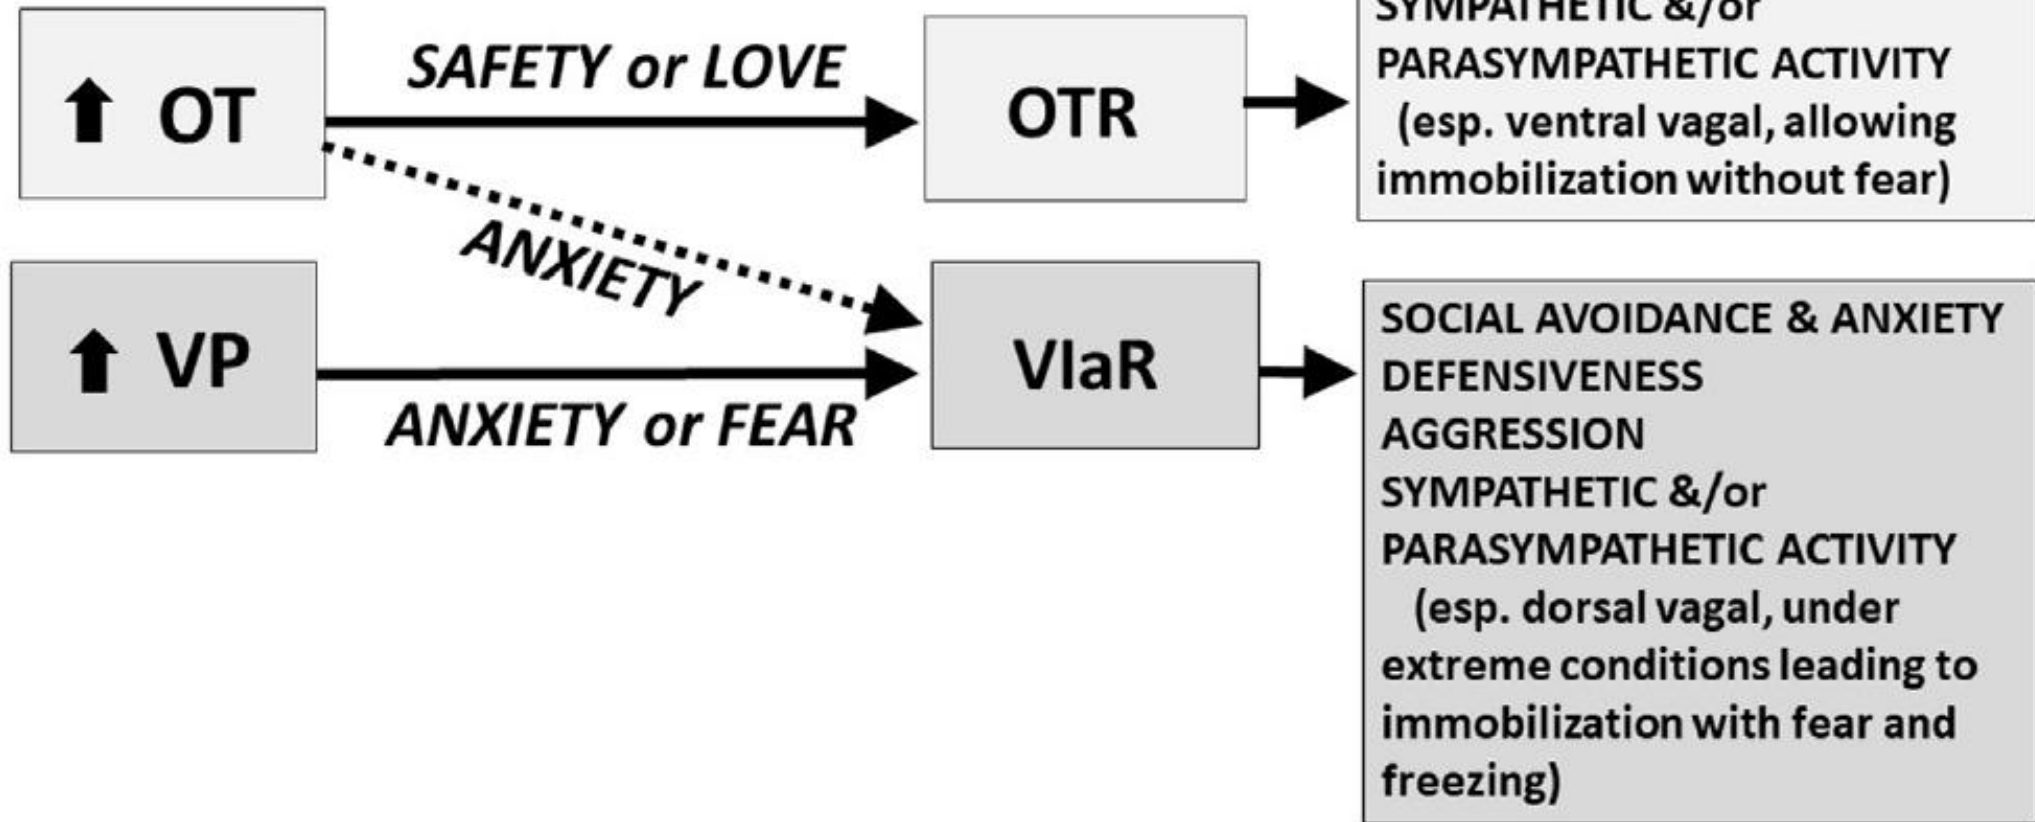 SYMPATHETIC &/or
PARASYMPATHETIC ACTIVITY
(esp. ventral vagal, allowing
immobilization without fear)
⬆ OT
SAFETY or LOVE
OTR
ANXIETY
⬆ VP
ANXIETY or FEAR
VlaR
SOCIAL AVOIDANCE & ANXIETY
DEFENSIVENESS
AGGRESSION
SYMPATHETIC &/or
PARASYMPATHETIC ACTIVITY
(esp. dorsal vagal, under
extreme conditions leading to
immobilization with fear and
freezing)